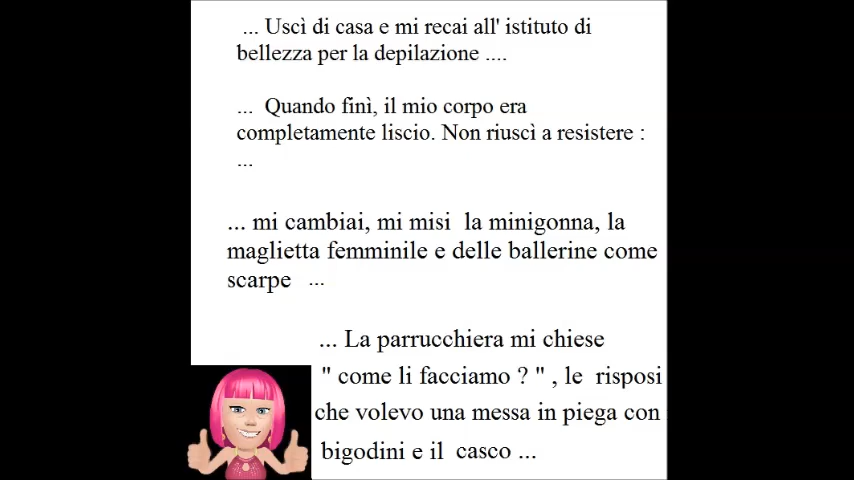 ... Uscì di casa e mi recai all' istituto di
bellezza per la depilazione ....
... Quando finì, il mio corpo era
completamente liscio. Non riuscì a resistere :
...
... mi cambiai, mi misi la minigonna, la
maglietta femminile e delle ballerine come
scarpe ...
... La parrucchiera mi chiese
" come li facciamo ? " , le risposi
che volevo una messa in piega con
bigodini e il casco ...